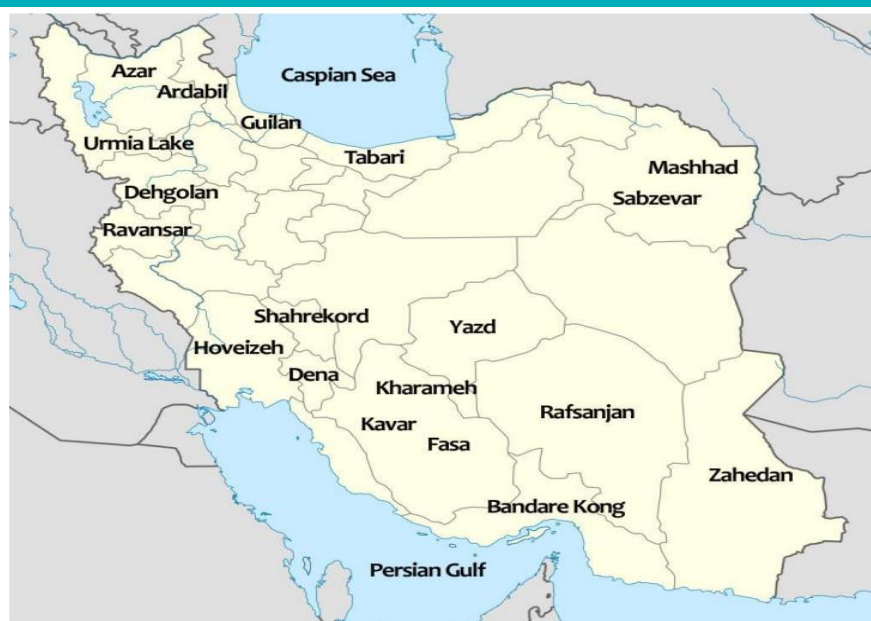 Azar
Caspian Sea
Ardabil
Guilan
Urmia Lake
Tabari
Mashhad
Dehgolan
Sabzevar
Ravansar
Shahrekord
Yazd
Hoveizeh
Dena
Kharameh
Rafsanjan
Kavar
Fasa
Zahedan
Bandare Kong
Persian Gulf